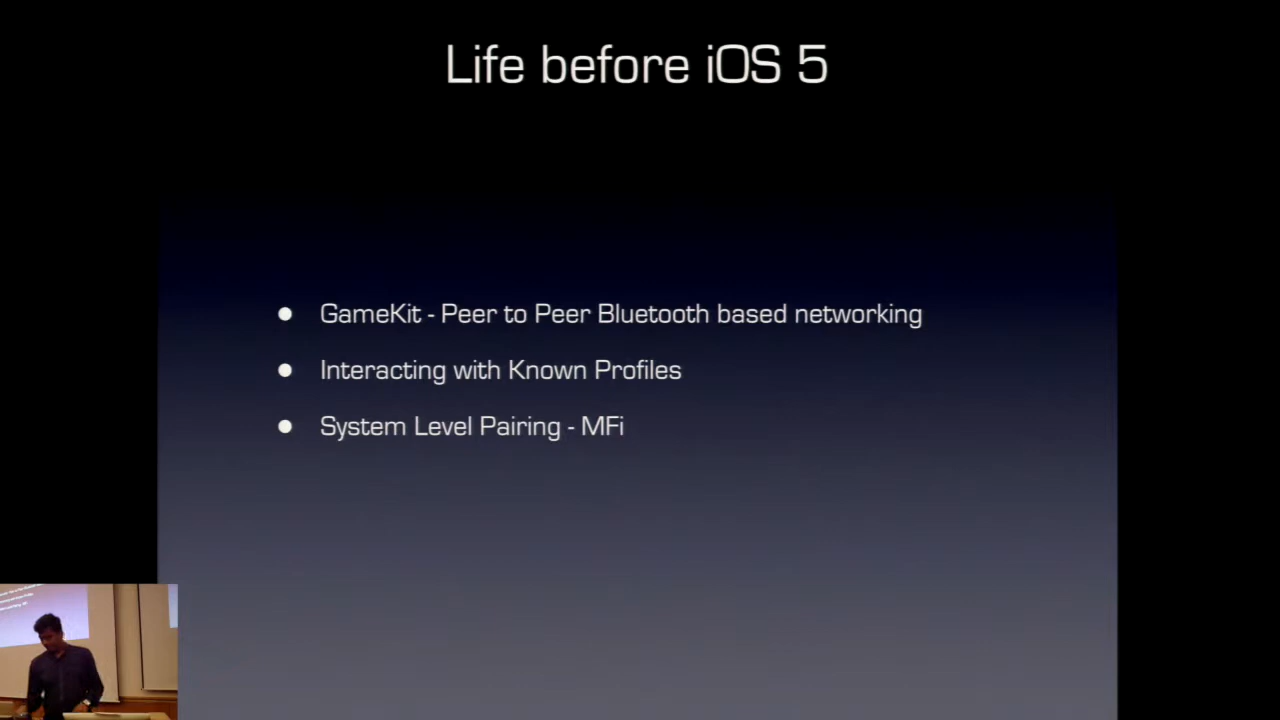 Life before iOS 5
● GameKit - Peer to Peer Bluetooth based networking
● Interacting with Known Profiles
● System Level Pairing - MFi